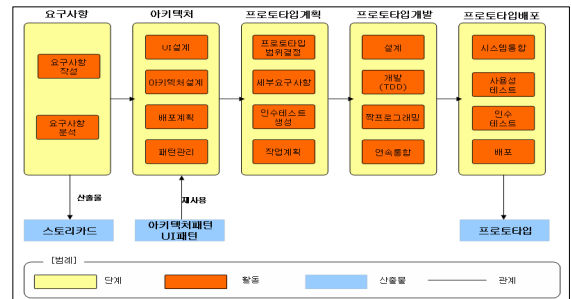 요구사항
아키텍처
프로토타입계획
프로토타입개발
프로토타입배포
요구사항
작성
요구사항
분석
UI설계
아키텍처설계
배포계획
패턴관리
프로토타입
범위결정
세부요구사항
인수테스트
생성
작업계획
설계
개발
(TDD)
짝프로그래밍
연속통합
시스템통합
사용성
테스트
인수
테스트
배포
산출물
재사용
스토리카드
아키텍처패턴
UI패턴
프로토타입
[범례]
단계
활동
산출물
관계